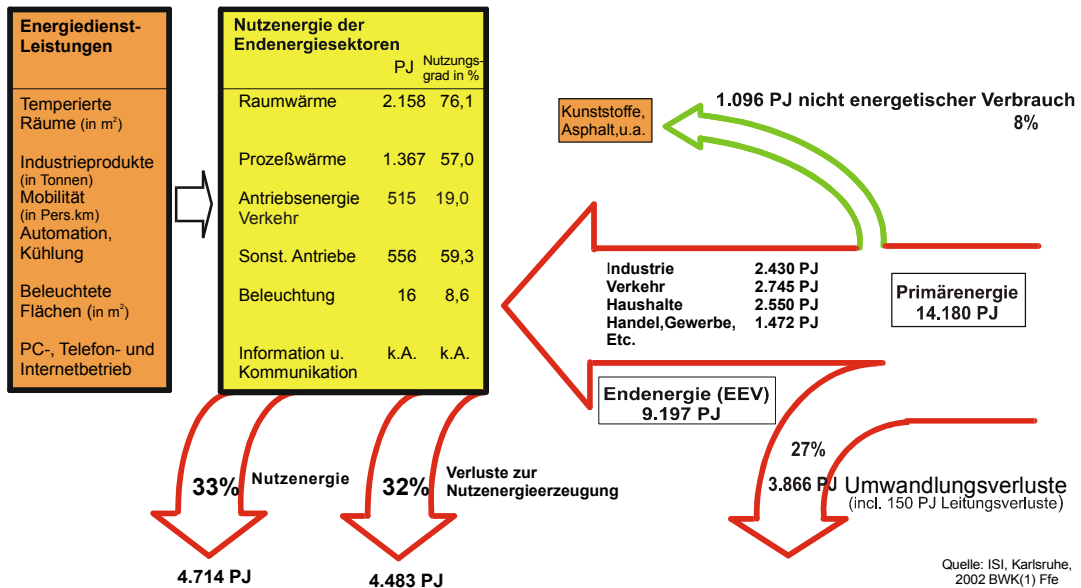 Energiedienst-
Leistungen
Temperierte
Räume (in m²)
Industrieprodukte
(in Tonnen)
Mobilität
(in Pers.km)
Automation,
Kühlung
Beleuchtete
Flächen (in m²)
PC-, Telefon- und
Internetbetrieb
Nutzenergie der
Endenergiesektoren
PJ Nutzungs-
grad in %
Raumwärme 2.158 76,1
Prozeßwärme 1.367 57,0
Antriebsenergie 515 19,0
Verkehr
Sonst. Antriebe 556 59,3
Beleuchtung 16 8,6
Information u. k.A. k.A.
Kommunikation
Kunststoffe,
Asphalt,u.a.
1.096 PJ nicht energetischer Verbrauch
8%
Industrie 2.430 PJ
Verkehr 2.745 PJ
Haushalte 2.550 PJ
Handel,Gewerbe, 1.472 PJ
Etc.
Primärenergie
14.180 PJ
Endenergie (EEV)
9.197 PJ
27%
3.866 PJ Umwandlungsverluste
(incl. 150 PJ Leitungsverluste)
33% Nutzenergie
32% Verluste zur
Nutzenergieerzeugung
4.714 PJ
4.483 PJ
Quelle: ISI, Karlsruhe,
2002 BWK(1) Ffe